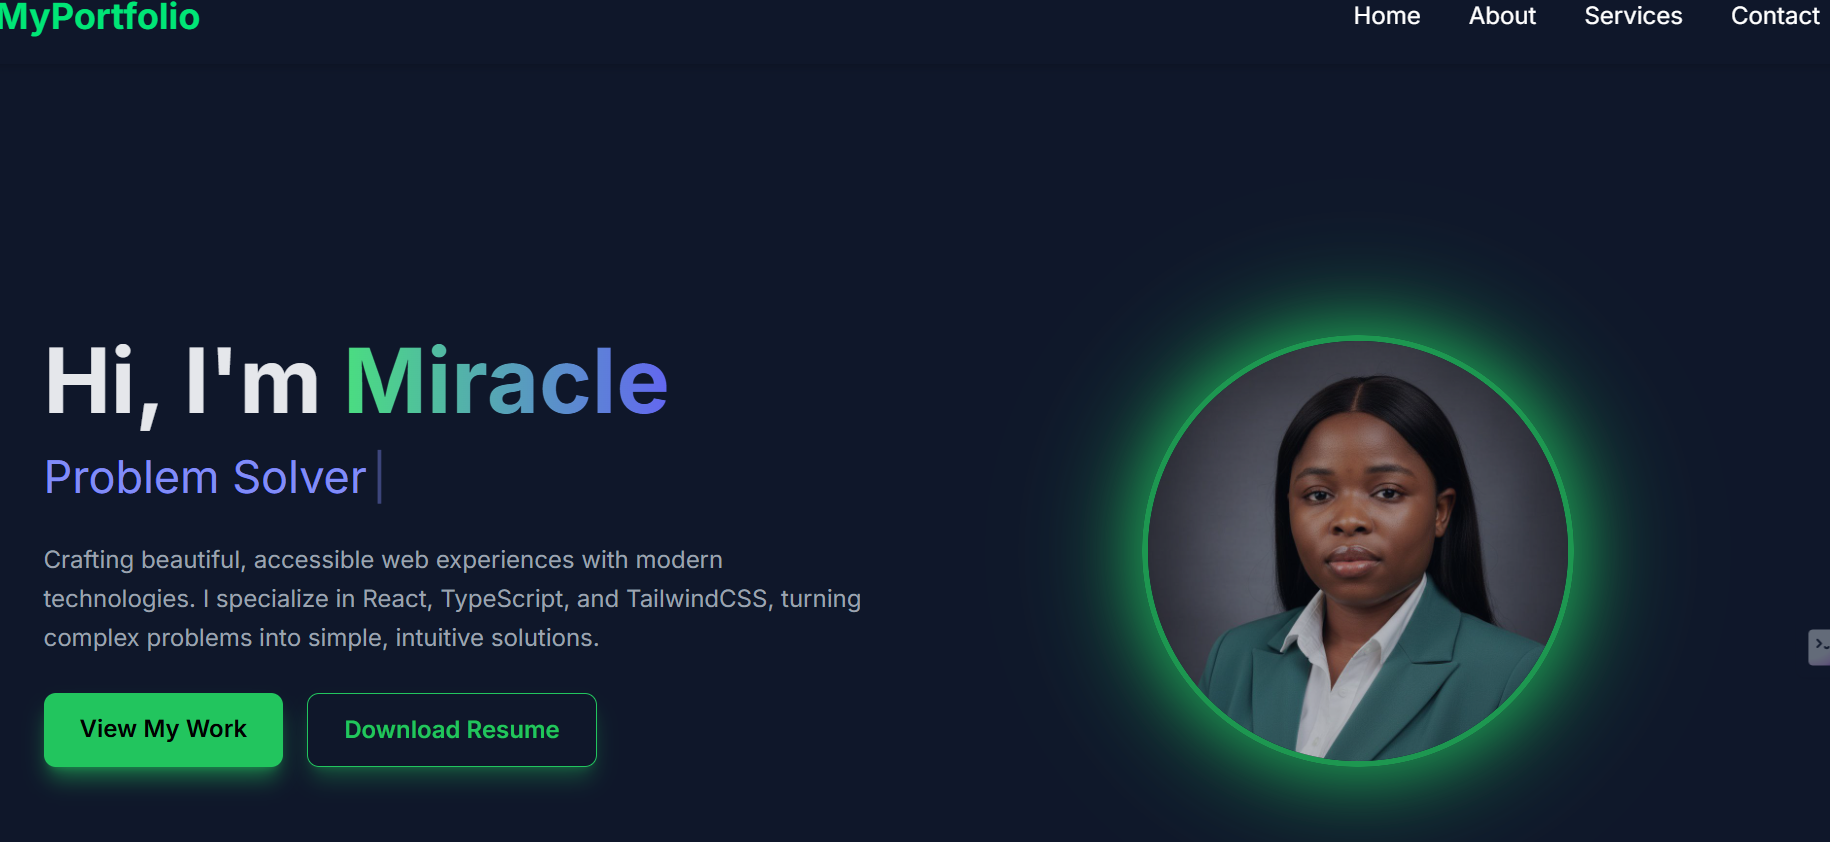 MyPortfolio
Home About Services Contact
Hi, I'm Miracle
Problem Solver
Crafting beautiful, accessible web experiences with modern
technologies. I specialize in React, TypeScript, and TailwindCSS, turning
complex problems into simple, intuitive solutions.
View My Work
Download Resume